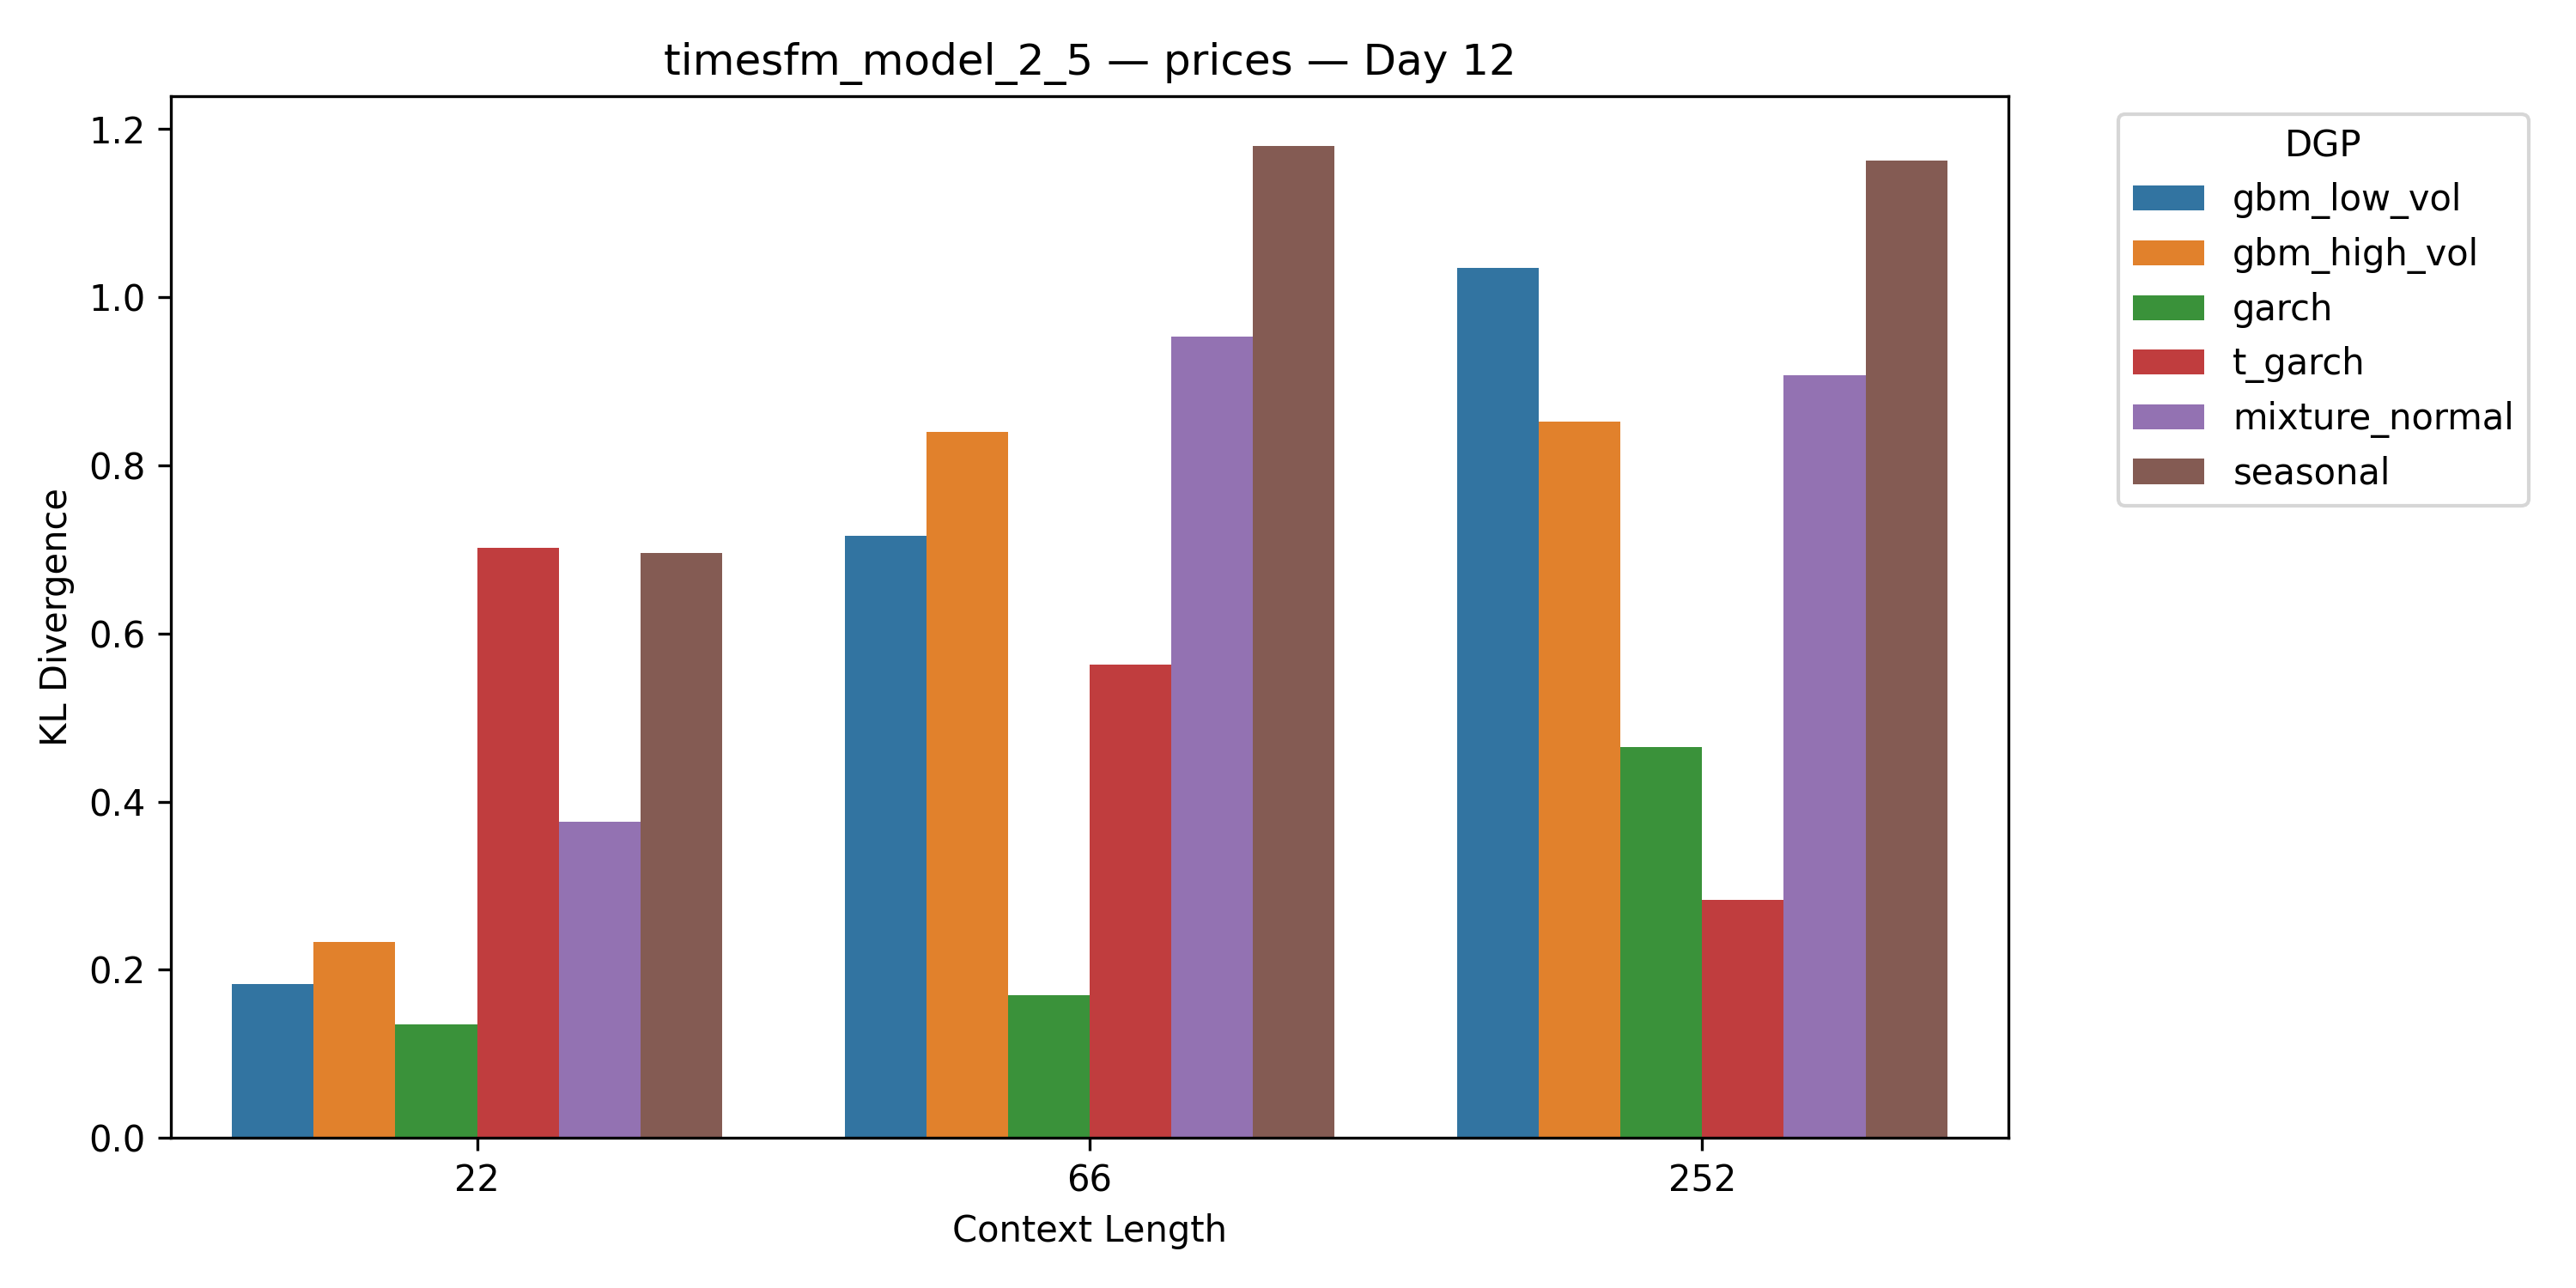 timesfm_model_2_5 — prices — Day 12
KL Divergence
1.2
1.0
0.8
0.6
0.4
0.2
0.0
22
66
252
Context Length
DGP
gbm_low_vol
gbm_high_vol
garch
t_garch
mixture_normal
seasonal